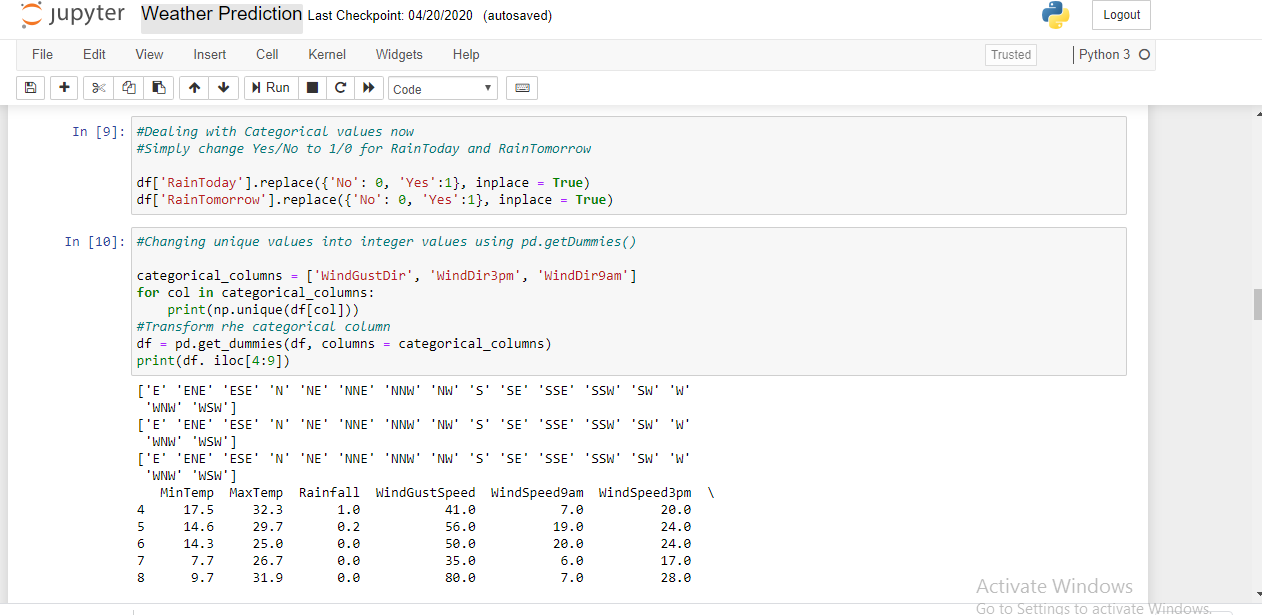 jupyter Weather Prediction Last Checkpoint: 04/20/2020 (autosaved)
Logout
File Edit View Insert Cell Kernel Widgets Help
Trusted
Python 3
Run
Code
In [9]:
#Dealing with Categorical values now
#Simply change Yes/No to 1/0 for RainToday and RainTomorrow
df['RainToday'].replace({'No': 0, 'Yes':1}, inplace = True)
df['RainTomorrow'].replace({'No': 0, 'Yes':1}, inplace = True)
In [10]:
#Changing unique values into integer values using pd.getDummies()
categorical_columns = ['WindGustDir', 'WindDir3pm', 'WindDir9am']
for col in categorical_columns:
    print(np.unique(df[col]))
#Transform rhe categorical column
df = pd.get_dummies(df, columns = categorical_columns)
print(df. iloc[4:9])
['E' 'ENE' 'ESE' 'N' 'NE' 'NNE' 'NNW' 'NW' 'S' 'SE' 'SSE' 'SSW' 'SW' 'W'
 'WNW' 'WSW']
['E' 'ENE' 'ESE' 'N' 'NE' 'NNE' 'NNW' 'NW' 'S' 'SE' 'SSE' 'SSW' 'SW' 'W'
 'WNW' 'WSW']
['E' 'ENE' 'ESE' 'N' 'NE' 'NNE' 'NNW' 'NW' 'S' 'SE' 'SSE' 'SSW' 'SW' 'W'
 'WNW' 'WSW']
   MinTemp  MaxTemp  Rainfall  WindGustSpeed  WindSpeed9am  WindSpeed3pm  \
4     17.5     32.3       1.0           41.0           7.0          20.0
5     14.6     29.7       0.2           56.0          19.0          24.0
6     14.3     25.0       0.0           50.0          20.0          24.0
7      7.7     26.7       0.0           35.0           6.0          17.0
8      9.7     31.9       0.0           80.0           7.0          28.0
Activate Windows
Go to Settings to activate Windows.